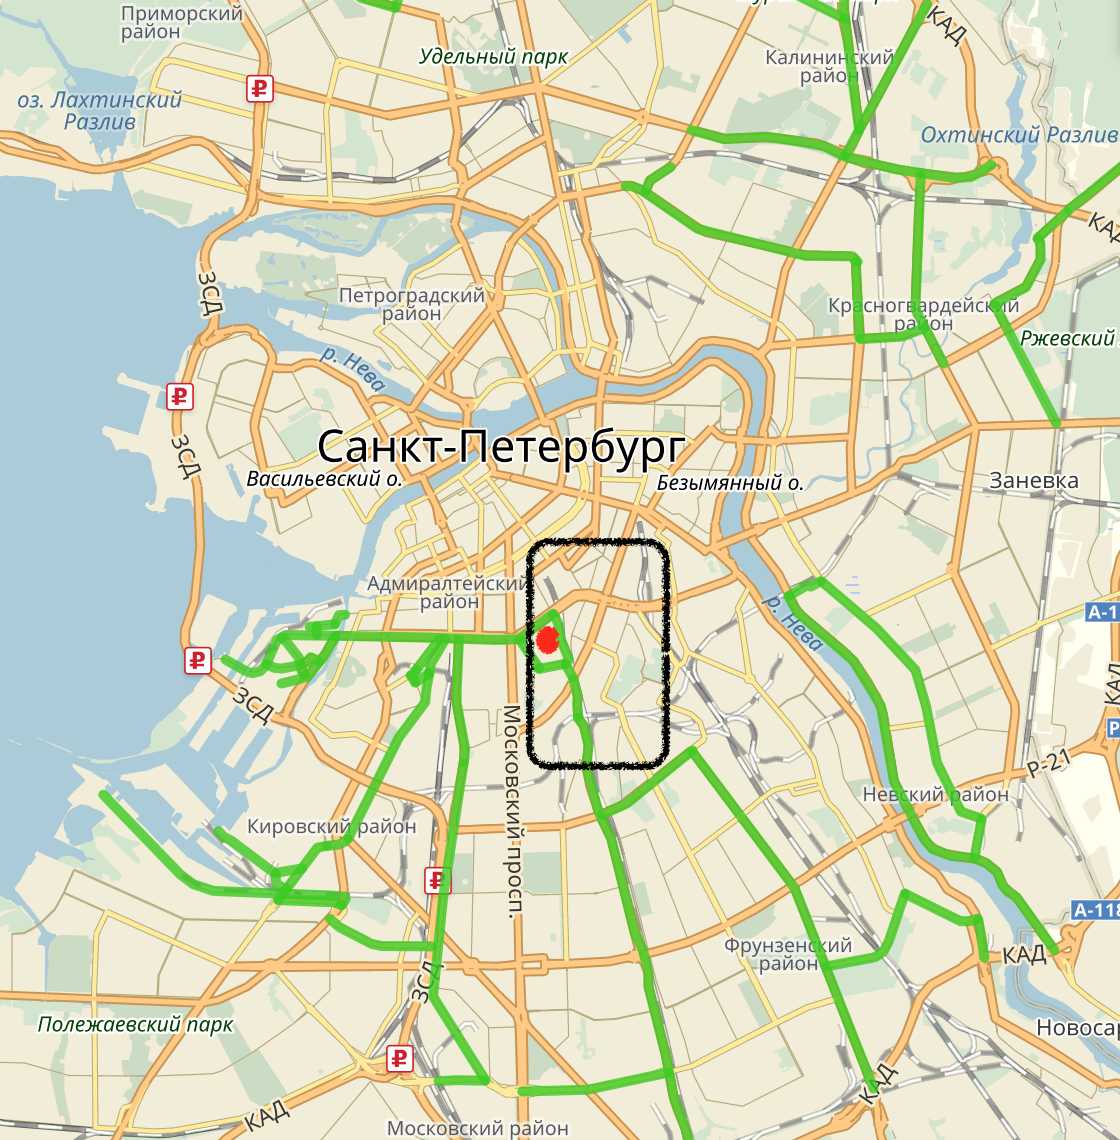 Приморский
район
КАД
Удельный парк
Калининский
район
₽
оз. Лахтинский
Разлив
Охтинский Разлив
КАД
ЗСД
Петроградский
район
Красногвардейский
район
Ржевский
р. Нева
₽
ЗСД
Санкт-Петербург
Васильевский о.
Безымянный о.
Заневка
Адмиралтейский
район
А-1
р. Нева
₽
ЗСД
КАД
Московский просп.
Р
Р-21
Невский район
Кировский район
₽
А-118
Фрунзенский
район
КАД
ЗСД
Полежаевский парк
Новосар
₽
КАД
КАД
Московский район